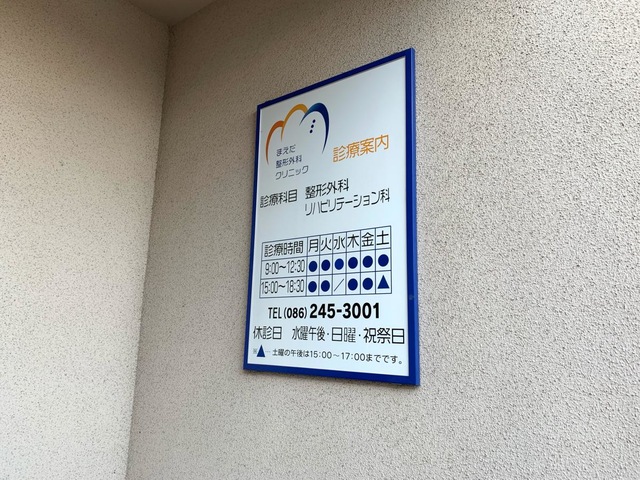 まえだ
整形外科
クリニック
診療案内
診療科目 整形外科
リハビリテーション科
診療時間 月 火 水 木 金 土
9:00～12:30 ● ● ● ● ● ●
15:00～18:30 ● ● ／ ● ● ▲
TEL(086)245-3001
休診日 水曜午後・日曜・祝祭日
※▲…土曜の午後は15:00～17:00までです。